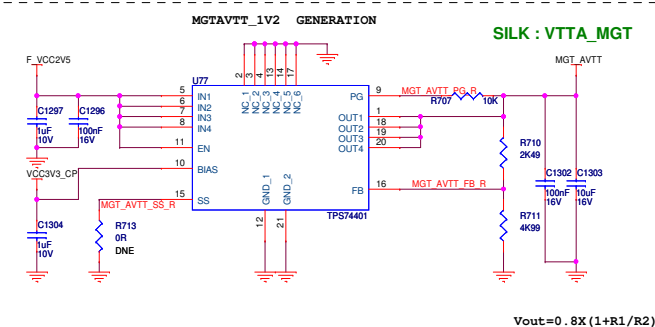 MGTAVTT_1V2 GENERATION
SILK : VTTA_MGT
F_VCC2V5
MGT_AVTT
U77
2 3 4 13 14 17
NC_1 NC_2 NC_3 NC_4 NC_5 NC_6
5 IN1
6 IN2
7 IN3
8 IN4
11 EN
10 BIAS
15 SS
PG 9
OUT1 1
OUT2 18
OUT3 19
OUT4 20
FB 16
GND_1 GND_2
12 21
TPS74401
MGT_AVTT_PG_R
R707 10K
C1297
1uF
10V
C1296
100nF
16V
VCC3V3_CP
C1304
1uF
10V
MGT_AVTT_SS_R
R713
0R
DNE
R710
2K49
MGT_AVTT_FB_R
R711
4K99
C1302
100nF
16V
C1303
10uF
16V
Vout=0.8X(1+R1/R2)